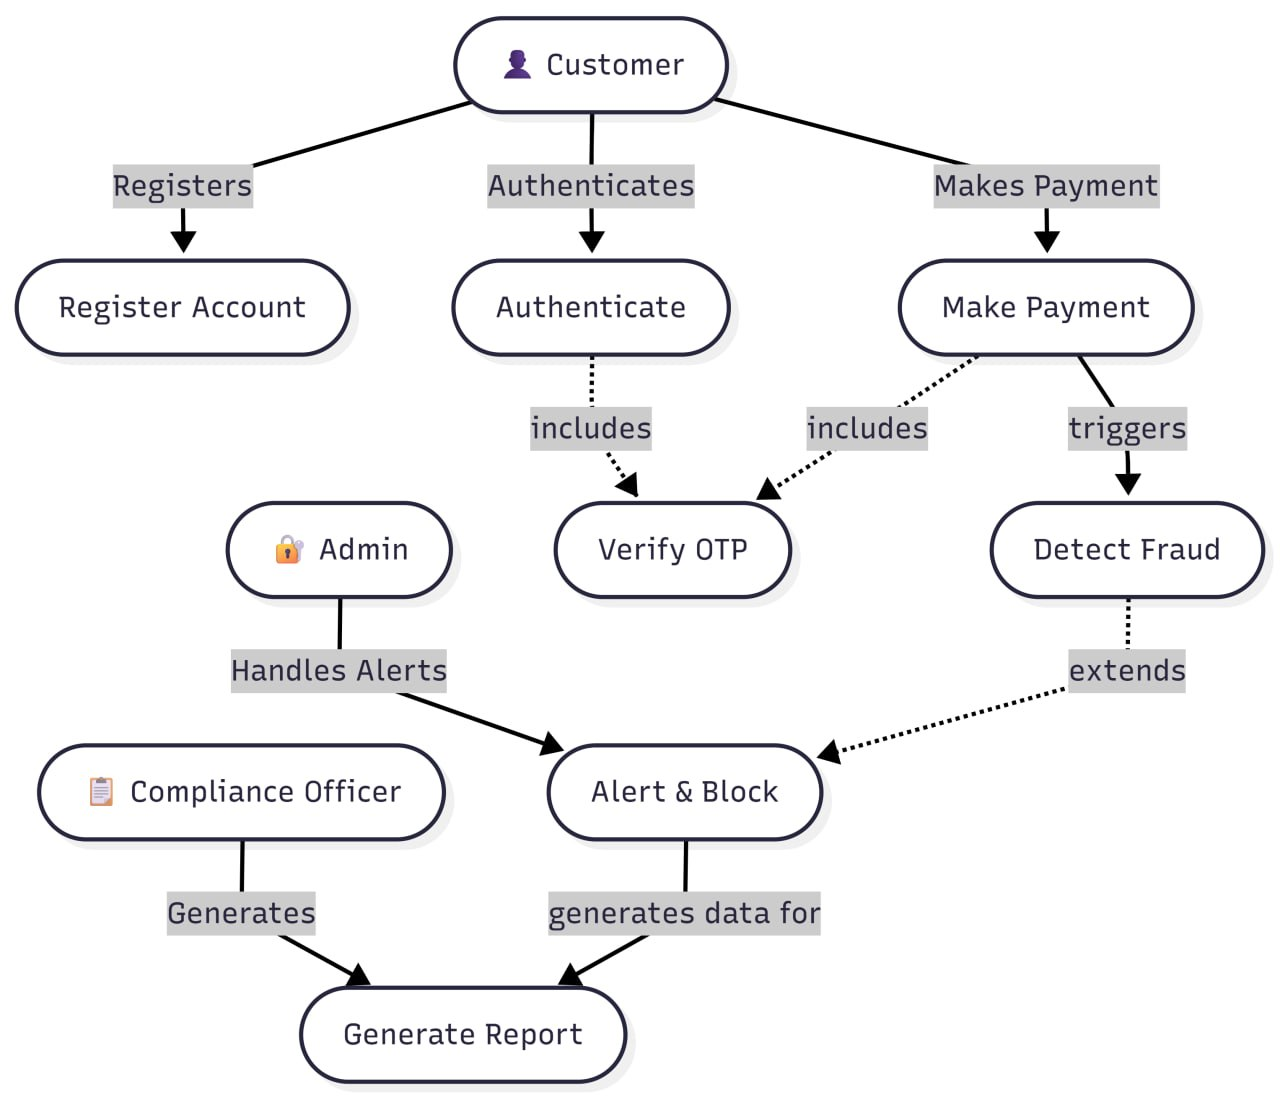 Customer
Registers
Authenticates
Makes Payment
Register Account
Authenticate
Make Payment
includes
includes
triggers
Admin
Verify OTP
Detect Fraud
Handles Alerts
extends
Compliance Officer
Alert & Block
Generates
generates data for
Generate Report